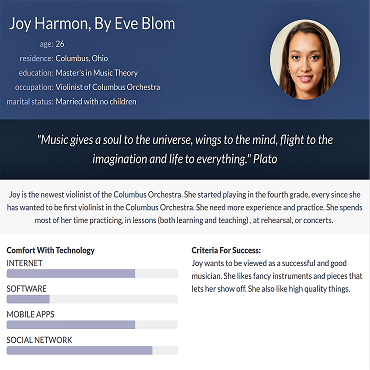 Joy Harmon, By Eve Blom
age: 26
residence: Columbus, Ohio
education: Master's in Music Theory
occupation: Violinist of Columbus Orchestra
marital status: Married with no children
"Music gives a soul to the universe, wings to the mind, flight to the
imagination and life to everything." Plato
Joy is the newest violinist of the Columbus Orchestra. She started playing in the fourth grade, every since she
has wanted to be first violinist in the Columbus Orchestra. She need more experience and practice. She spends
most of her time practicing, in lessons (both learning and teaching) , at rehearsal, or concerts.
Comfort With Technology
INTERNET
SOFTWARE
MOBILE APPS
SOCIAL NETWORK
Criteria For Success:
Joy wants to be viewed as a successful and good
musician. She likes fancy instruments and pieces that
lets her show off. She also like high quality things.